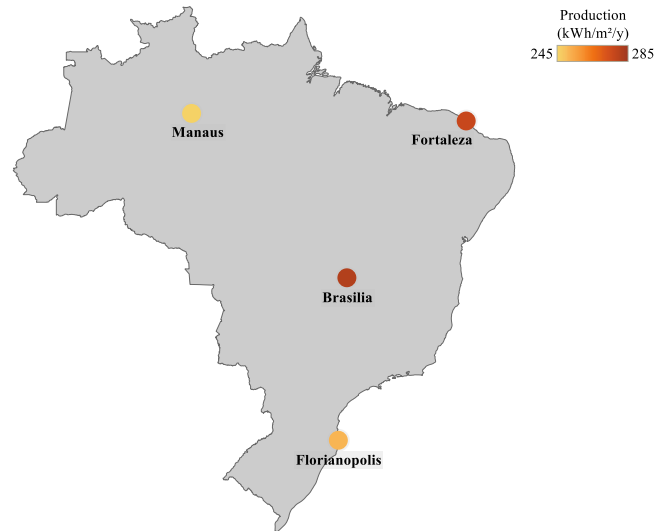 Production
(kWh/m²/y)
245 285
Manaus
Fortaleza
Brasilia
Florianopolis